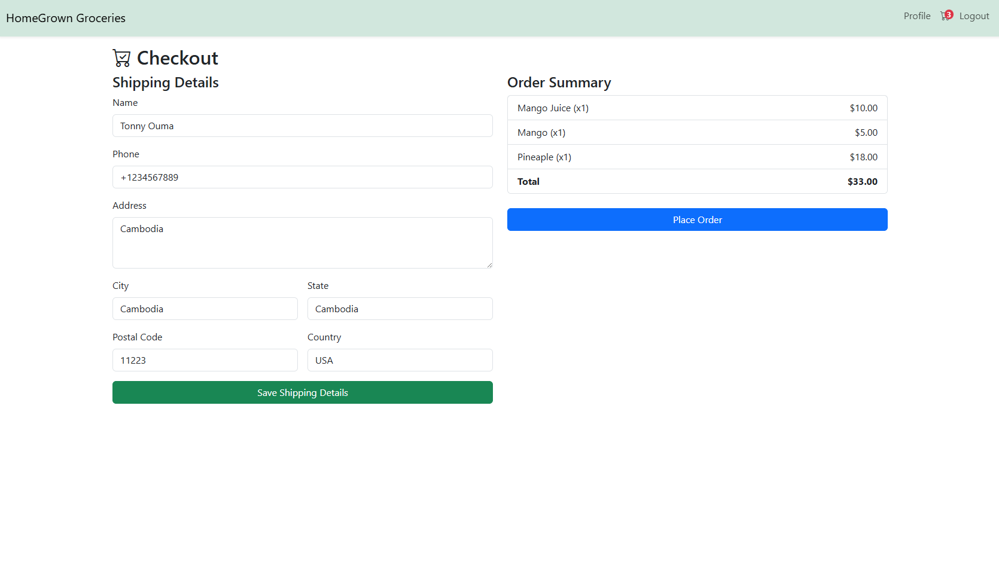 HomeGrown Groceries
Profile 3 Logout
Checkout
Shipping Details
Name
Tonny Ouma
Phone
+1234567889
Address
Cambodia
City State
Cambodia Cambodia
Postal Code Country
11223 USA
Save Shipping Details
Order Summary
Mango Juice (x1) $10.00
Mango (x1) $5.00
Pineaple (x1) $18.00
Total $33.00
Place Order